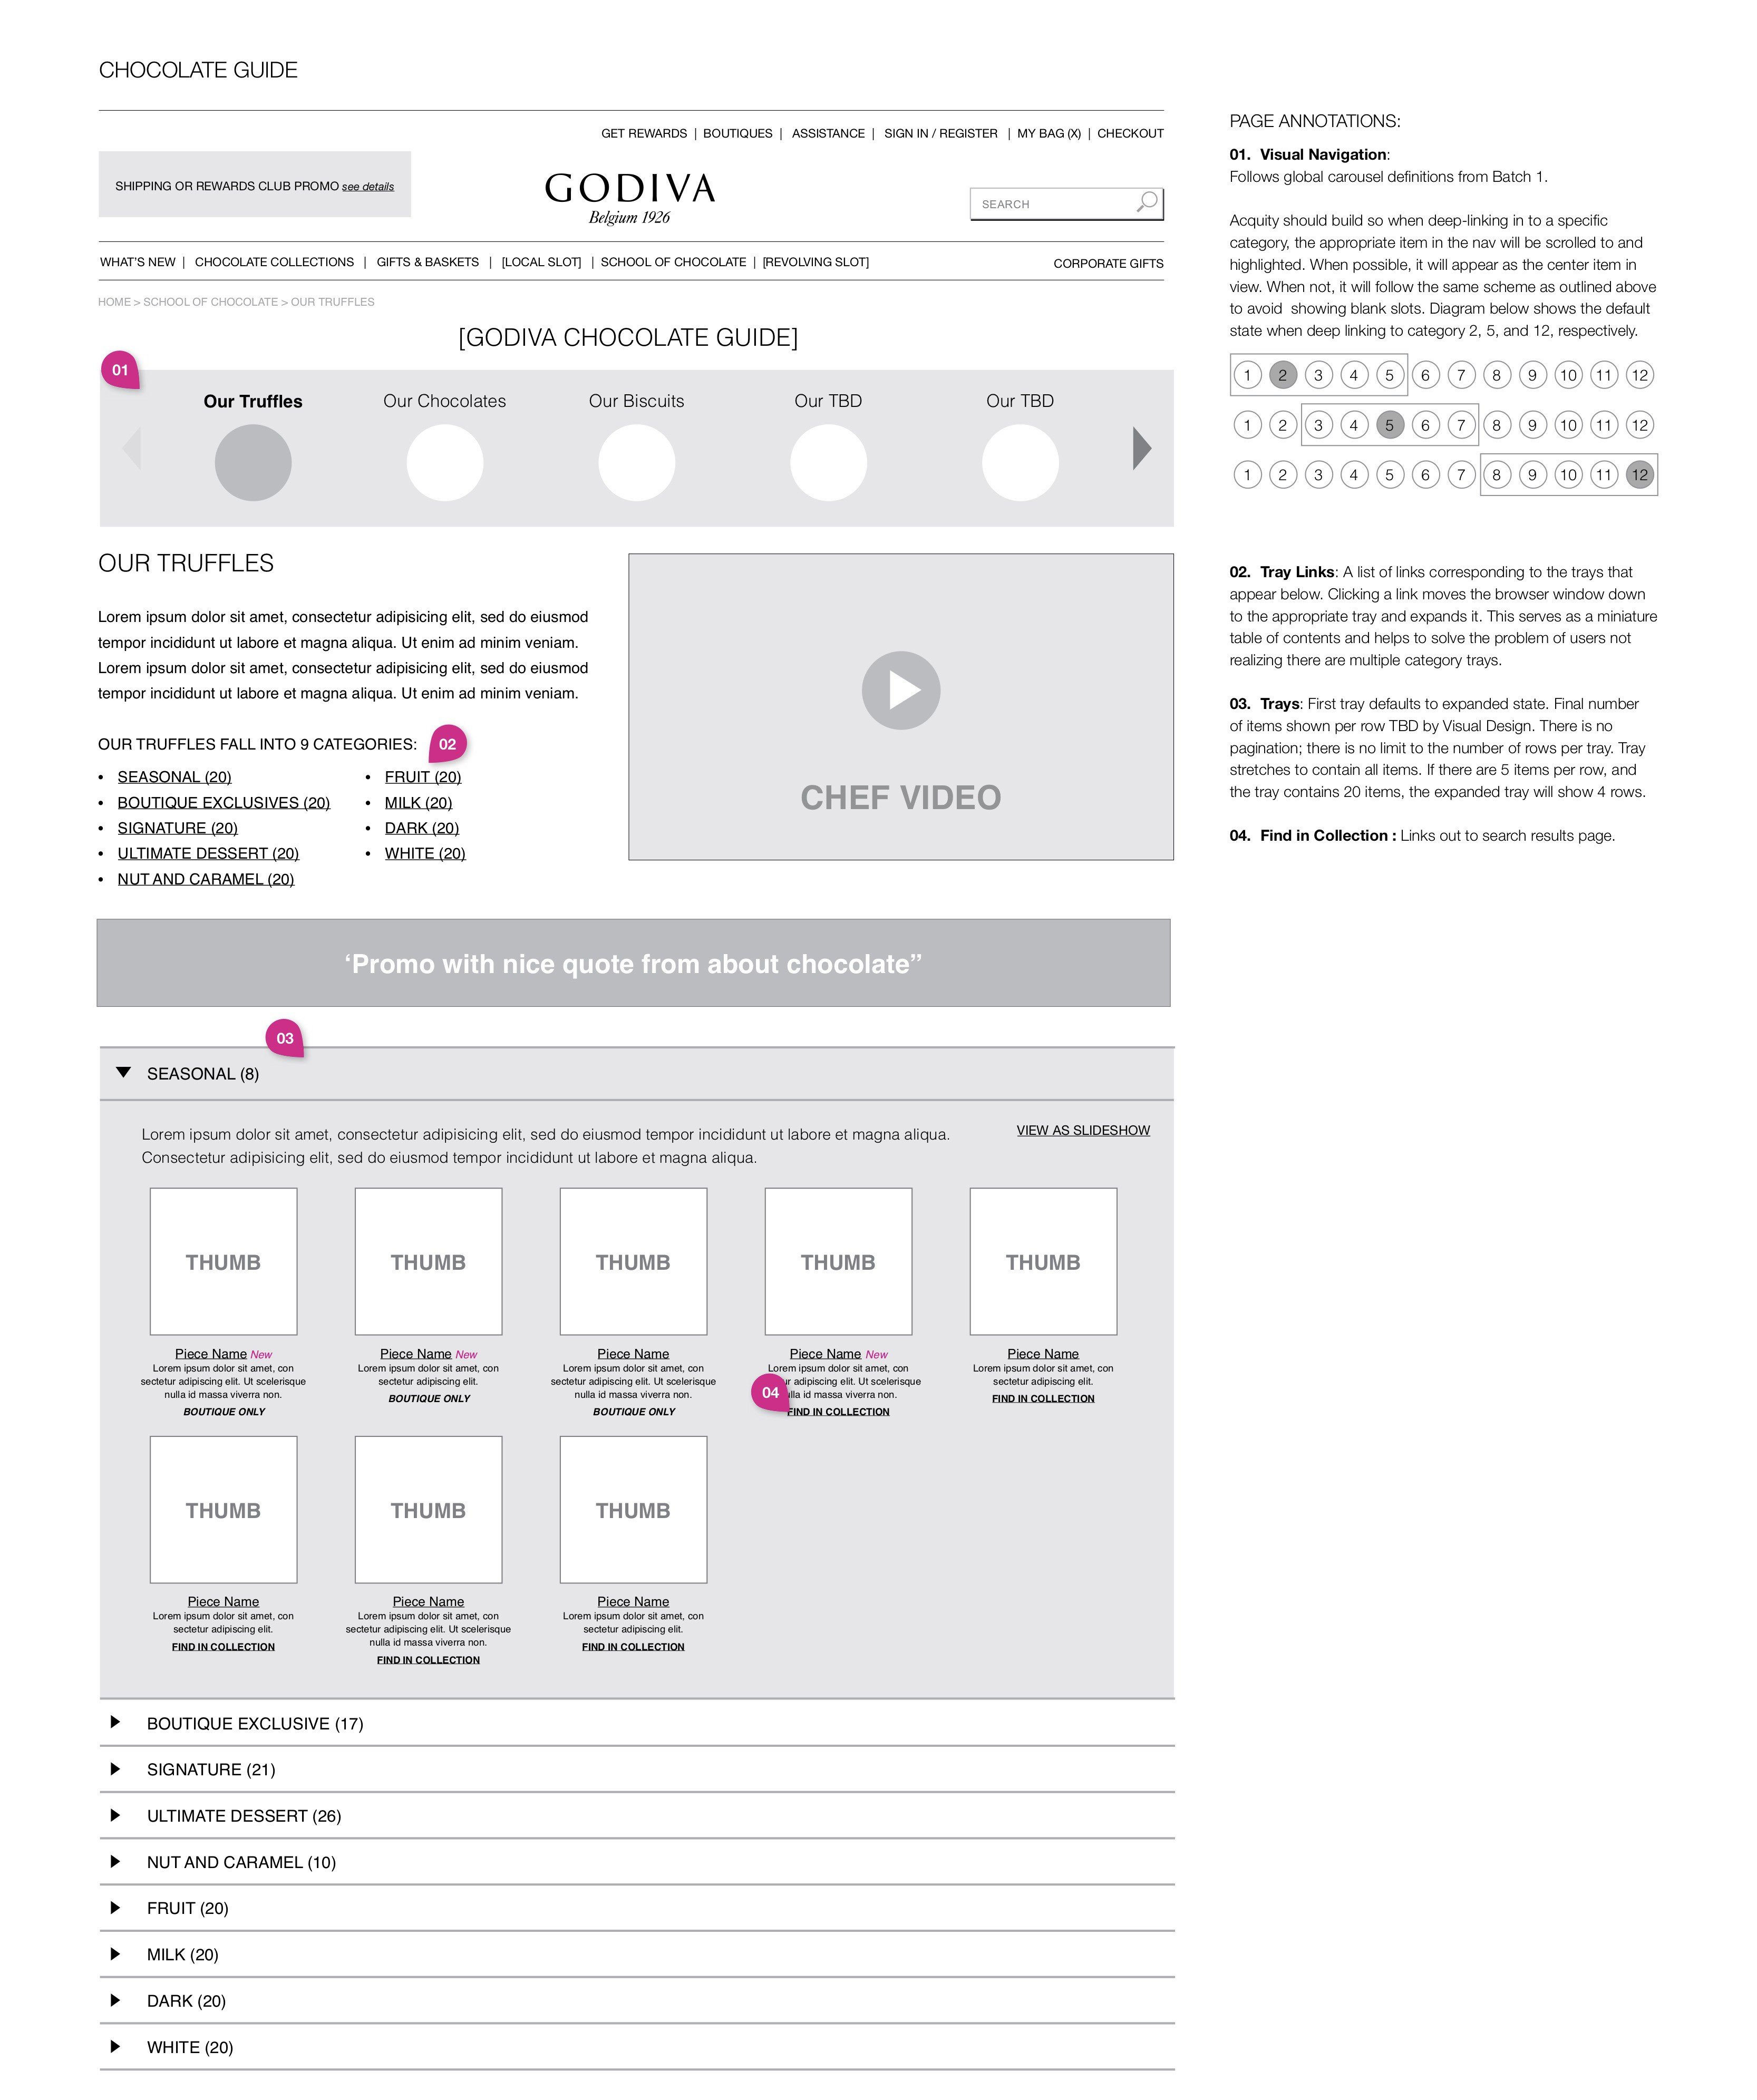 CHOCOLATE GUIDE
GET REWARDS | BOUTIQUES | ASSISTANCE | SIGN IN / REGISTER | MY BAG (X) | CHECKOUT
SHIPPING OR REWARDS CLUB PROMO see details
GODIVA
Belgium 1926
SEARCH
WHAT'S NEW | CHOCOLATE COLLECTIONS | GIFTS & BASKETS | [LOCAL SLOT] | SCHOOL OF CHOCOLATE | [REVOLVING SLOT]
CORPORATE GIFTS
HOME > SCHOOL OF CHOCOLATE > OUR TRUFFLES
[GODIVA CHOCOLATE GUIDE]
01
Our Truffles
Our Chocolates
Our Biscuits
Our TBD
Our TBD
OUR TRUFFLES
Lorem ipsum dolor sit amet, consectetur adipisicing elit, sed do eiusmod
tempor incididunt ut labore et magna aliqua. Ut enim ad minim veniam.
Lorem ipsum dolor sit amet, consectetur adipisicing elit, sed do eiusmod
tempor incididunt ut labore et magna aliqua. Ut enim ad minim veniam.
OUR TRUFFLES FALL INTO 9 CATEGORIES:
02
• SEASONAL (20)
• BOUTIQUE EXCLUSIVES (20)
• SIGNATURE (20)
• ULTIMATE DESSERT (20)
• NUT AND CARAMEL (20)
• FRUIT (20)
• MILK (20)
• DARK (20)
• WHITE (20)
CHEF VIDEO
‘Promo with nice quote from about chocolate”
03
SEASONAL (8)
Lorem ipsum dolor sit amet, consectetur adipisicing elit, sed do eiusmod tempor incididunt ut labore et magna aliqua.
Consectetur adipisicing elit, sed do eiusmod tempor incididunt ut labore et magna aliqua.
VIEW AS SLIDESHOW
THUMB
Piece Name New
Lorem ipsum dolor sit amet, con
sectetur adipiscing elit. Ut scelerisque
nulla id massa viverra non.
BOUTIQUE ONLY
THUMB
Piece Name New
Lorem ipsum dolor sit amet, con
sectetur adipiscing elit.
BOUTIQUE ONLY
THUMB
Piece Name
Lorem ipsum dolor sit amet, con
sectetur adipiscing elit. Ut scelerisque
nulla id massa viverra non.
BOUTIQUE ONLY
THUMB
Piece Name New
Lorem ipsum dolor sit amet, con
adipiscing elit. Ut scelerisque
id massa viverra non.
04
FIND IN COLLECTION
THUMB
Piece Name
Lorem ipsum dolor sit amet, con
sectetur adipiscing elit.
FIND IN COLLECTION
THUMB
Piece Name
Lorem ipsum dolor sit amet, con
sectetur adipiscing elit.
FIND IN COLLECTION
THUMB
Piece Name
Lorem ipsum dolor sit amet, con
sectetur adipiscing elit. Ut scelerisque
nulla id massa viverra non.
FIND IN COLLECTION
THUMB
Piece Name
Lorem ipsum dolor sit amet, con
sectetur adipiscing elit.
FIND IN COLLECTION
BOUTIQUE EXCLUSIVE (17)
SIGNATURE (21)
ULTIMATE DESSERT (26)
NUT AND CARAMEL (10)
FRUIT (20)
MILK (20)
DARK (20)
WHITE (20)
PAGE ANNOTATIONS:
01. Visual Navigation:
Follows global carousel definitions from Batch 1.
Acquity should build so when deep-linking in to a specific
category, the appropriate item in the nav will be scrolled to and
highlighted. When possible, it will appear as the center item in
view. When not, it will follow the same scheme as outlined above
to avoid showing blank slots. Diagram below shows the default
state when deep linking to category 2, 5, and 12, respectively.
1 2 3 4 5 6 7 8 9 10 11 12
1 2 3 4 5 6 7 8 9 10 11 12
1 2 3 4 5 6 7 8 9 10 11 12
02. Tray Links: A list of links corresponding to the trays that
appear below. Clicking a link moves the browser window down
to the appropriate tray and expands it. This serves as a miniature
table of contents and helps to solve the problem of users not
realizing there are multiple category trays.
03. Trays: First tray defaults to expanded state. Final number
of items shown per row TBD by Visual Design. There is no
pagination; there is no limit to the number of rows per tray. Tray
stretches to contain all items. If there are 5 items per row, and
the tray contains 20 items, the expanded tray will show 4 rows.
04. Find in Collection : Links out to search results page.